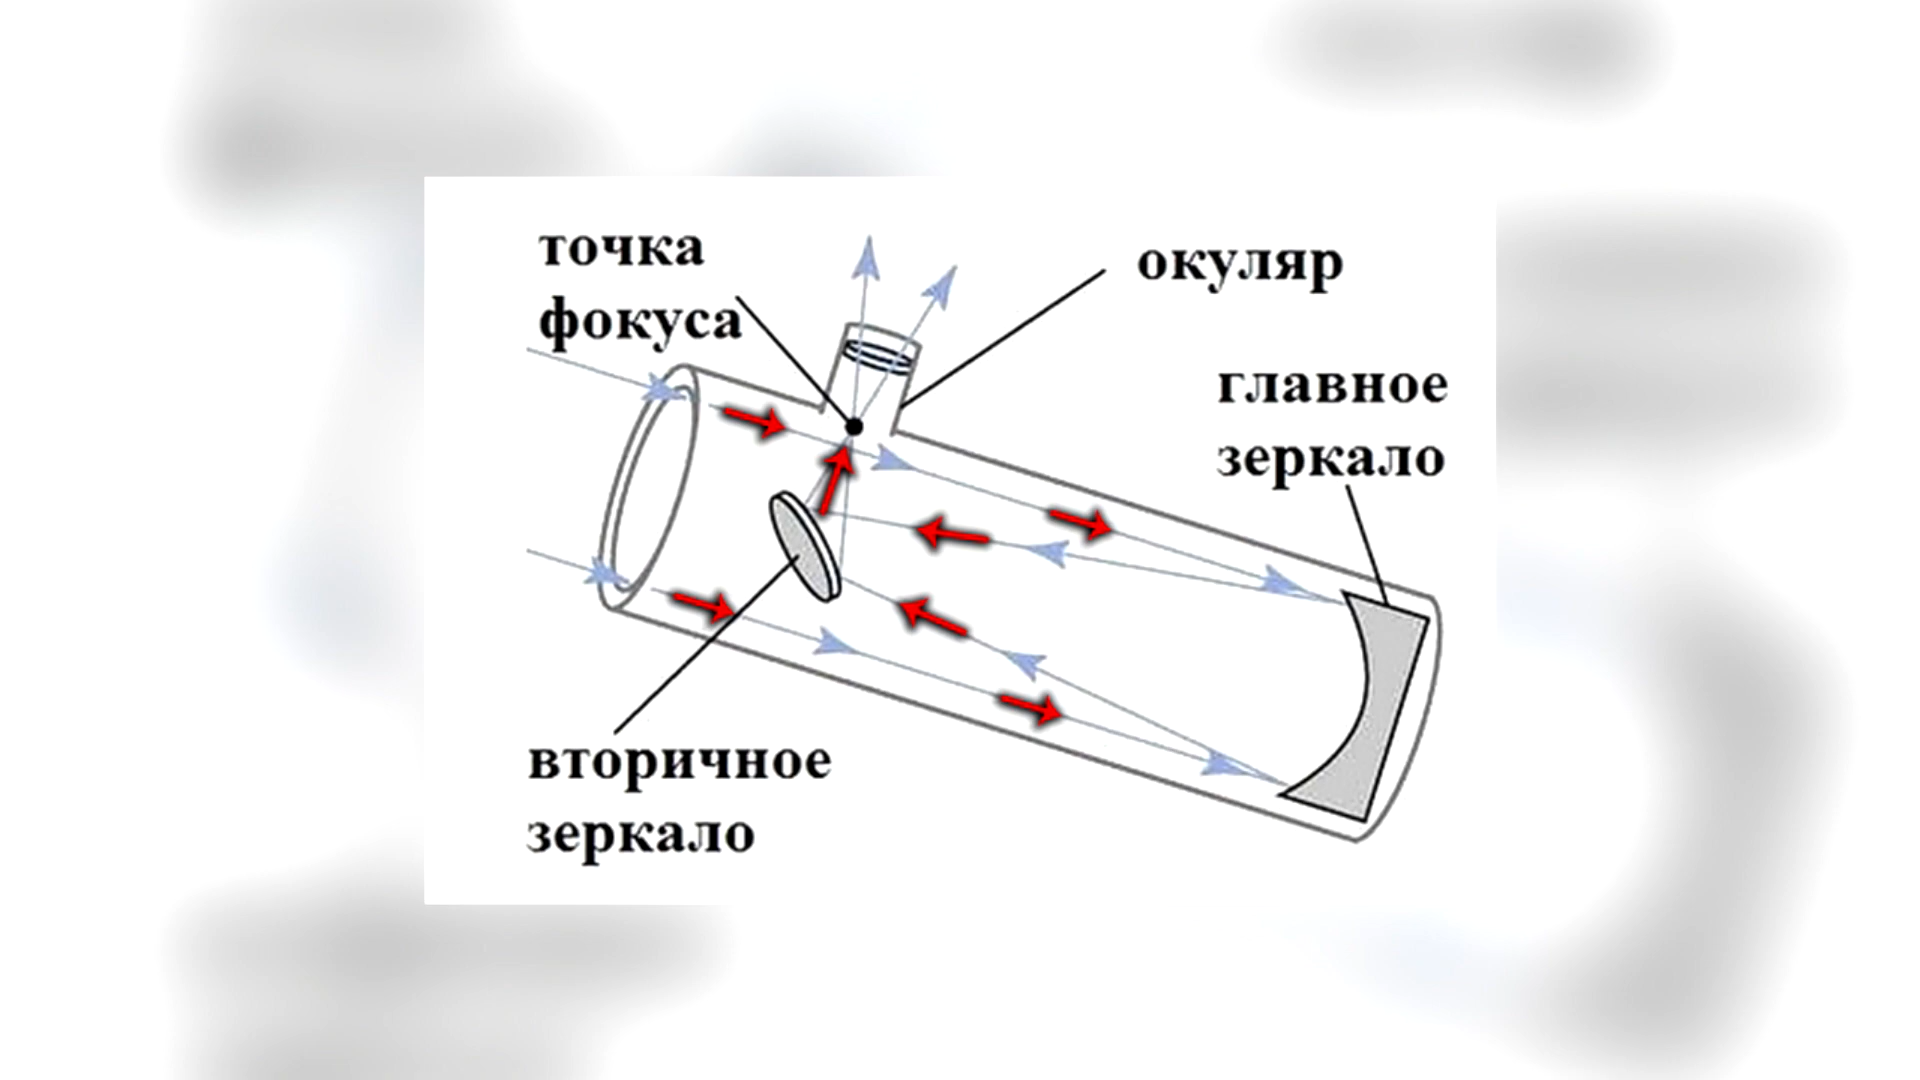 точка
фокуса
окуляр
главное
зеркало
вторичное
зеркало